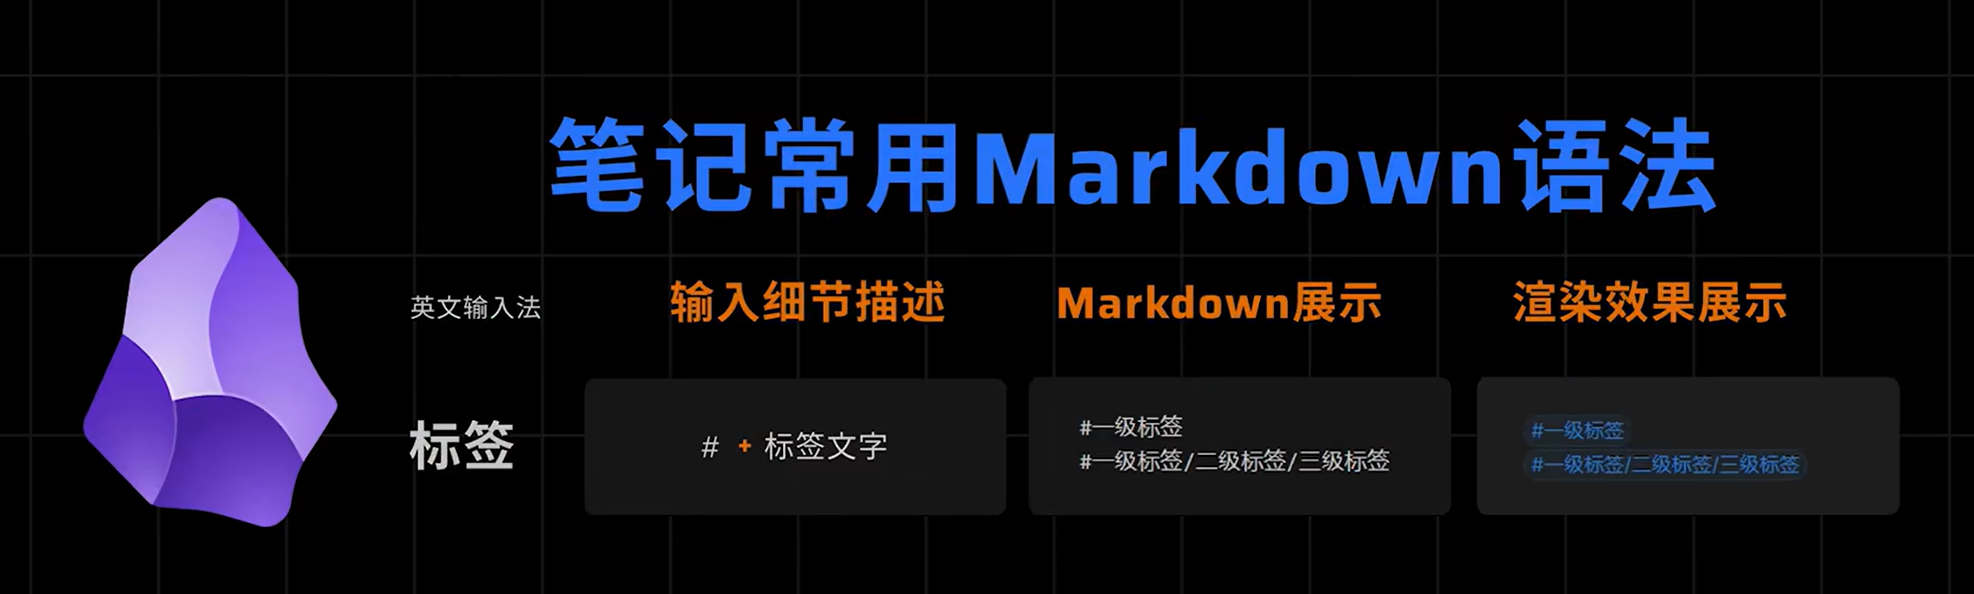 笔记常用Markdown语法
英文输入法 输入细节描述 Markdown展示 渲染效果展示
标签
# + 标签文字
#一级标签
#一级标签/二级标签/三级标签
#一级标签
#一级标签/二级标签/三级标签